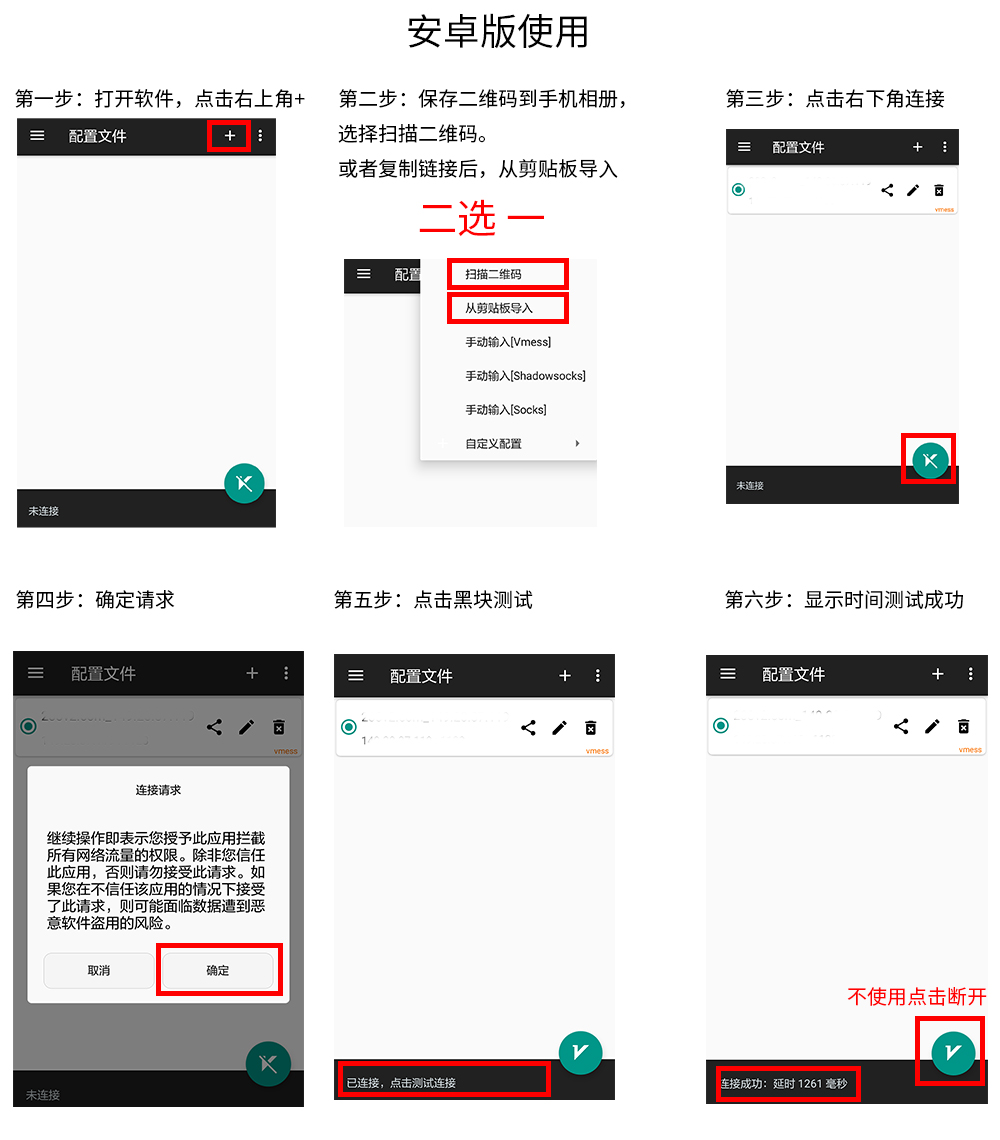 安卓版使用
第一步：打开软件，点击右上角+
配置文件
未连接
第二步：保存二维码到手机相册，
选择扫描二维码。
或者复制链接后，从剪贴板导入
二选一
配置
扫描二维码
从剪贴板导入
手动输入[Vmess]
手动输入[Shadowsocks]
手动输入[Socks]
自定义配置
第三步：点击右下角连接
配置文件
vmess
未连接
第四步：确定请求
配置文件
vmess
连接请求
继续操作即表示您授予此应用拦截
所有网络流量的权限。除非您信任
此应用，否则请勿接受此请求。如
果您在不信任该应用的情况下接受
了此请求，则可能面临数据遭到恶
意软件盗用的风险。
取消
确定
未连接
第五步：点击黑块测试
配置文件
vmess
已连接，点击测试连接
第六步：显示时间测试成功
配置文件
vmess
不使用点击断开
连接成功：延时 1261 毫秒